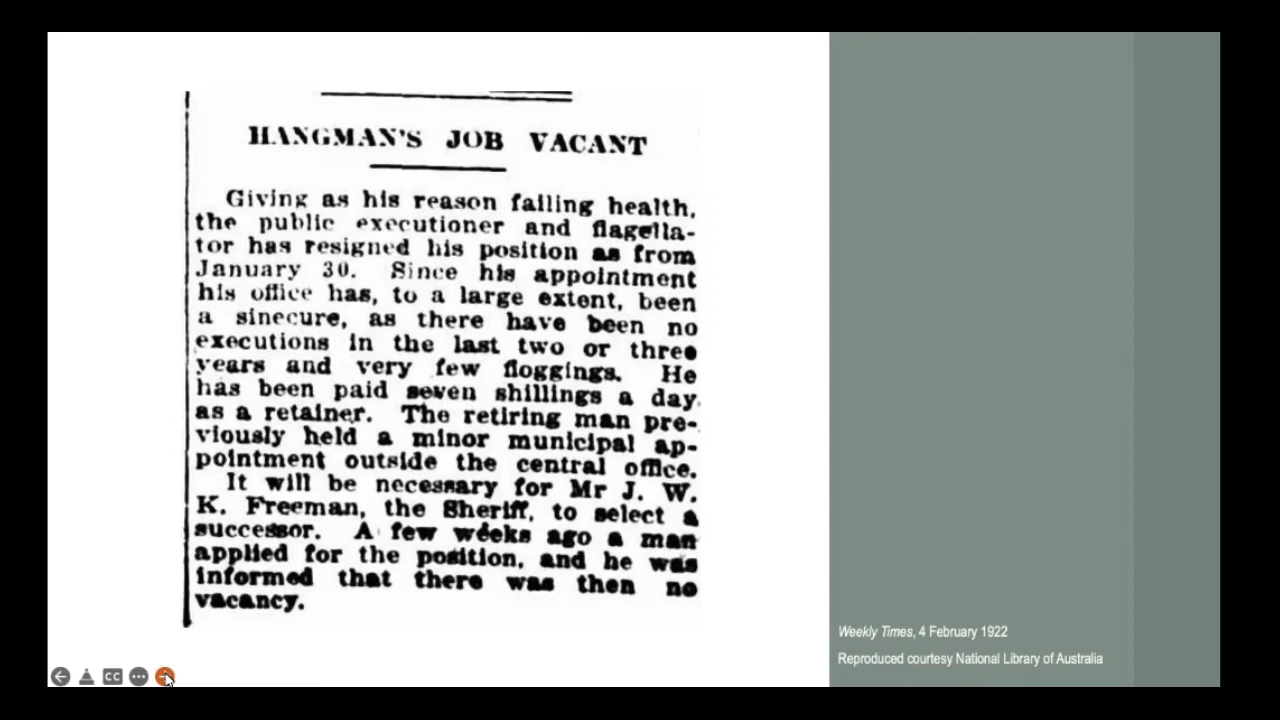 HANGMAN'S JOB VACANT
Giving as his reason failing health,
the public executioner and flagella-
tor has resigned his position as from
January 30. Since his appointment
his office has, to a large extent, been
a sinecure, as there have been no
executions in the last two or three
years and very few floggings. He
has been paid seven shillings a day
as a retainer. The retiring man pre-
viously held a minor municipal ap-
pointment outside the central office.
It will be necessary for Mr J. W.
K. Freeman, the Sheriff, to select a
successor. A few weeks ago a man
applied for the position, and he was
informed that there was then no
vacancy.
Weekly Times, 4 February 1922
Reproduced courtesy National Library of Australia
CC